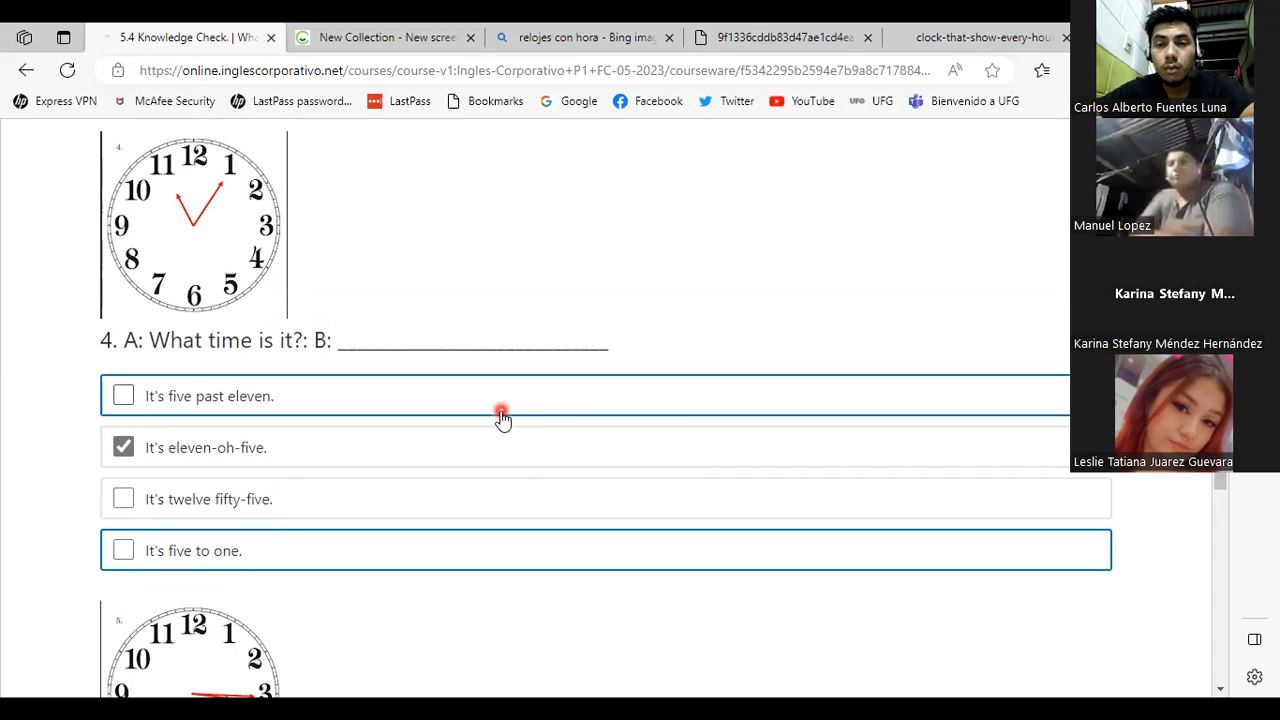 5.4 Knowledge Check. | Wha
New Collection - New scree
relojes con hora - Bing ima
9f1336cddb83d47ae1cd4ea
clock-that-show-every-hou
https://online.inglescorporativo.net/courses/course-v1:Ingles-Corporativo+P1+FC-05-2023/courseware/f5342295b2594e7b9a8c717884...
Express VPN
McAfee Security
LastPass password...
LastPass
Bookmarks
Google
Facebook
Twitter
YouTube
UFG
UFG
Bienvenido a UFG
Carlos Alberto Fuentes Luna
Manuel Lopez
Karina Stefany M...
Karina Stefany Méndez Hernández
Leslie Tatiana Juarez Guevara
4.
12
1
2
3
4
5
6
7
8
9
10
11
4. A: What time is it?: B: ___________________________
It's five past eleven.
It's eleven-oh-five.
It's twelve fifty-five.
It's five to one.
5.
11 12 1
10 2
9 3